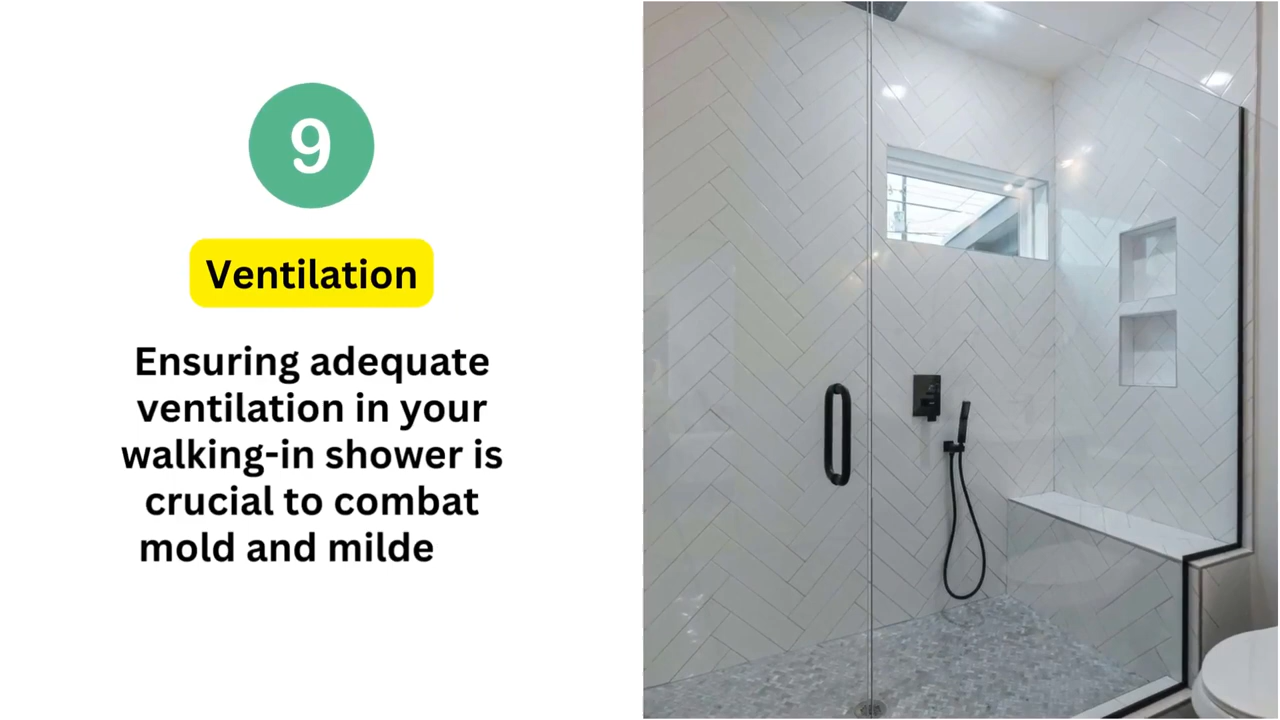 9
Ventilation
Ensuring adequate
ventilation in your
walking-in shower is
crucial to combat
mold and milde